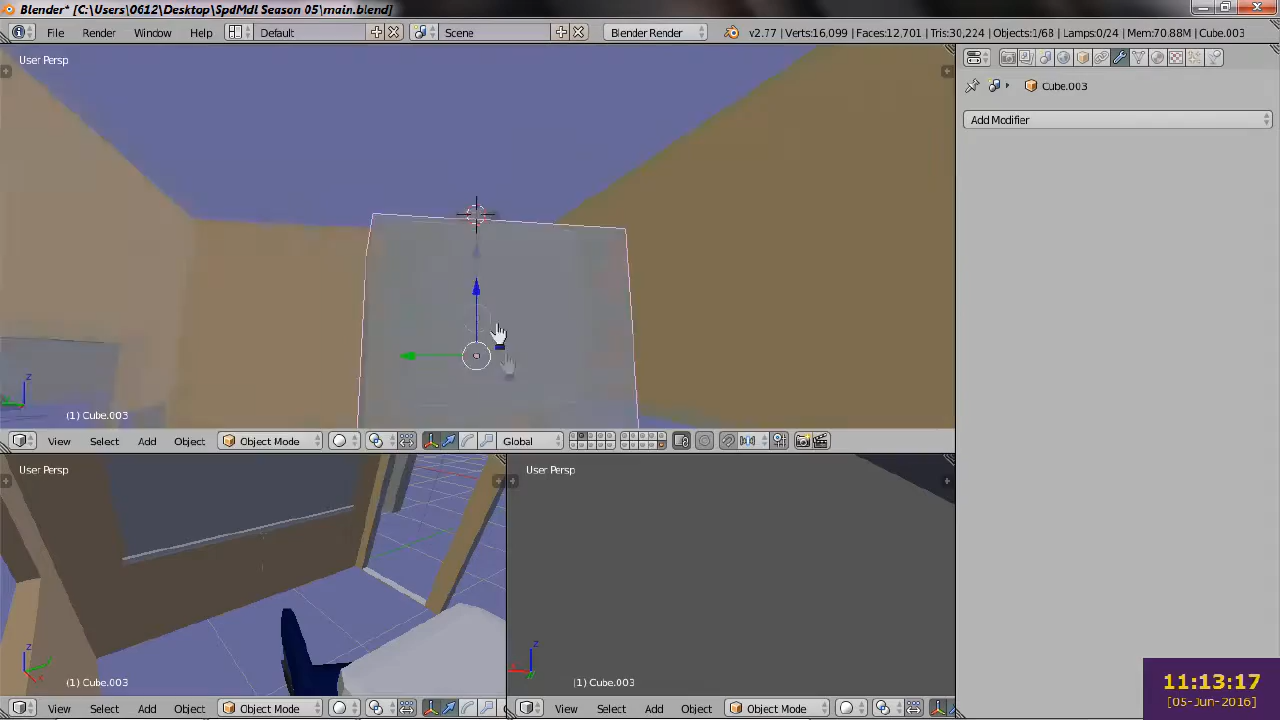 Blender* [C:\Users\0612\Desktop\SpdMdl Season 05\main.blend]
File Render Window Help Default Scene Blender Render v2.77 | Verts:16,099 | Faces:12,701 | Tris:30,224 | Objects:1/68 | Lamps:0/24 | Mem:70.88M | Cube.003
User Persp
Cube.003
Add Modifier
z
(1) Cube.003
View Select Add Object Object Mode Global
User Persp
User Persp
z
y
x
(1) Cube.003
z
x
y
(1) Cube.003
View Select Add Object Object Mode
View Select Add Object Object Mode
11:13:17
[05-Jun-2016]